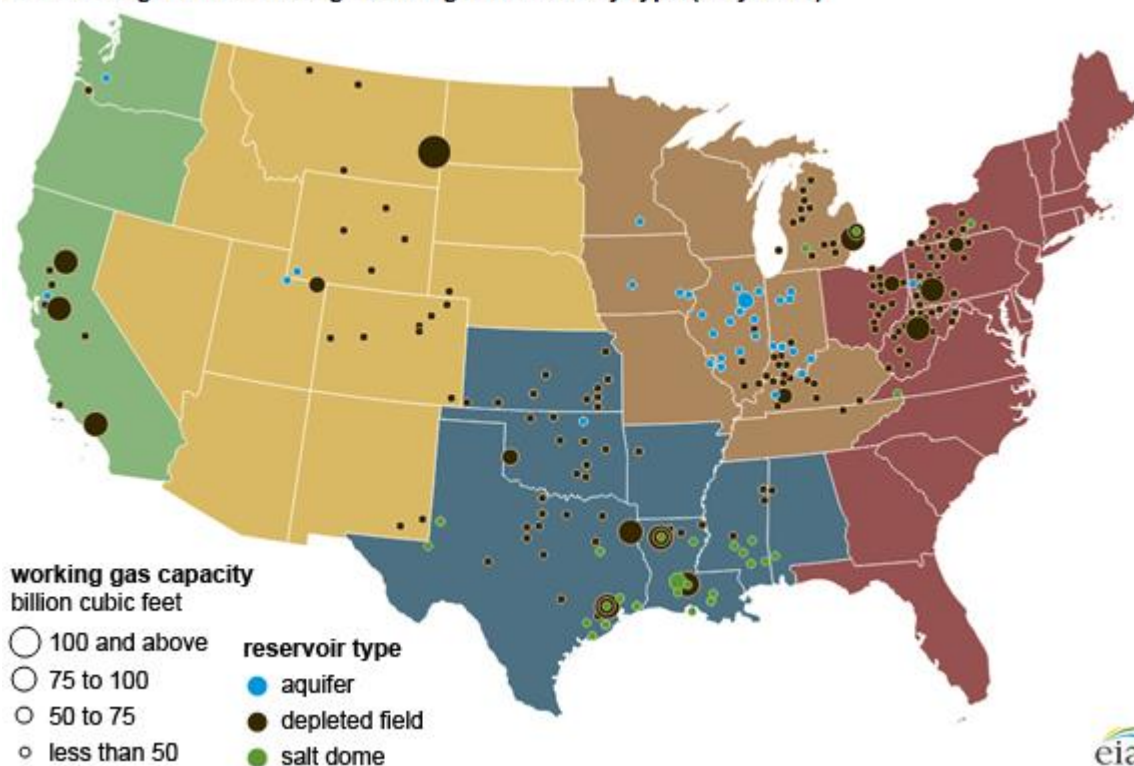 working gas capacity
billion cubic feet
100 and above
75 to 100
50 to 75
less than 50
reservoir type
aquifer
depleted field
salt dome
eia